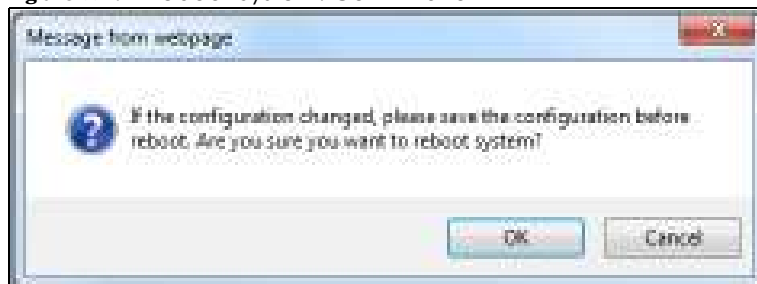 Message from webpage
If the configuration changed, please save the configuration before
reboot. Are you sure you want to reboot system?
OK
Cancel